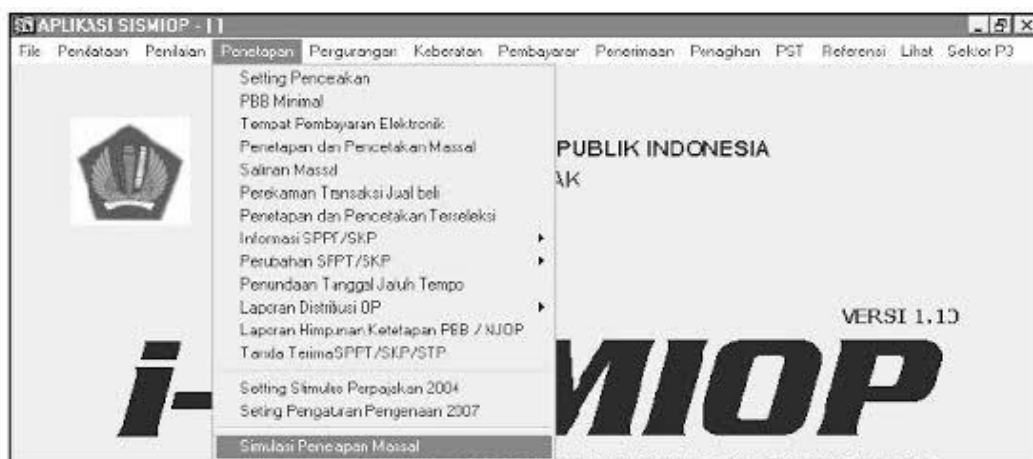 APLIKASI SISMIOP - [ ]
File Pendataan Penilaian Penetapan Pengurangan Keberatan Pembayaran Penerimaan Penagihan PST Referensi Lihat Sektor P3
Setting Pencetakan
PBB Minimal
Tempat Pembayaran Elektronik
Penetapan dan Pencetakan Massal
PUBLIK INDONESIA
Salinan Massal
AK
Perekaman Transaksi Jual beli
Penetapan dan Pencetakan Terseleksi
Informasi SPPT/SKP
Perubahan SPPT/SKP
Penundaan Tanggal Jatuh Tempo
Laporan Distribusi OP
VERSI 1.10
Laporan Himpunan Ketetapan PBB / NJOP
Tanda Terima SPPT/SKP/STP
i- MIOP
Setting Stimulus Perpajakan 2004
Seting Pengaturan Pengenaan 2007
Simulasi Penetapan Massal